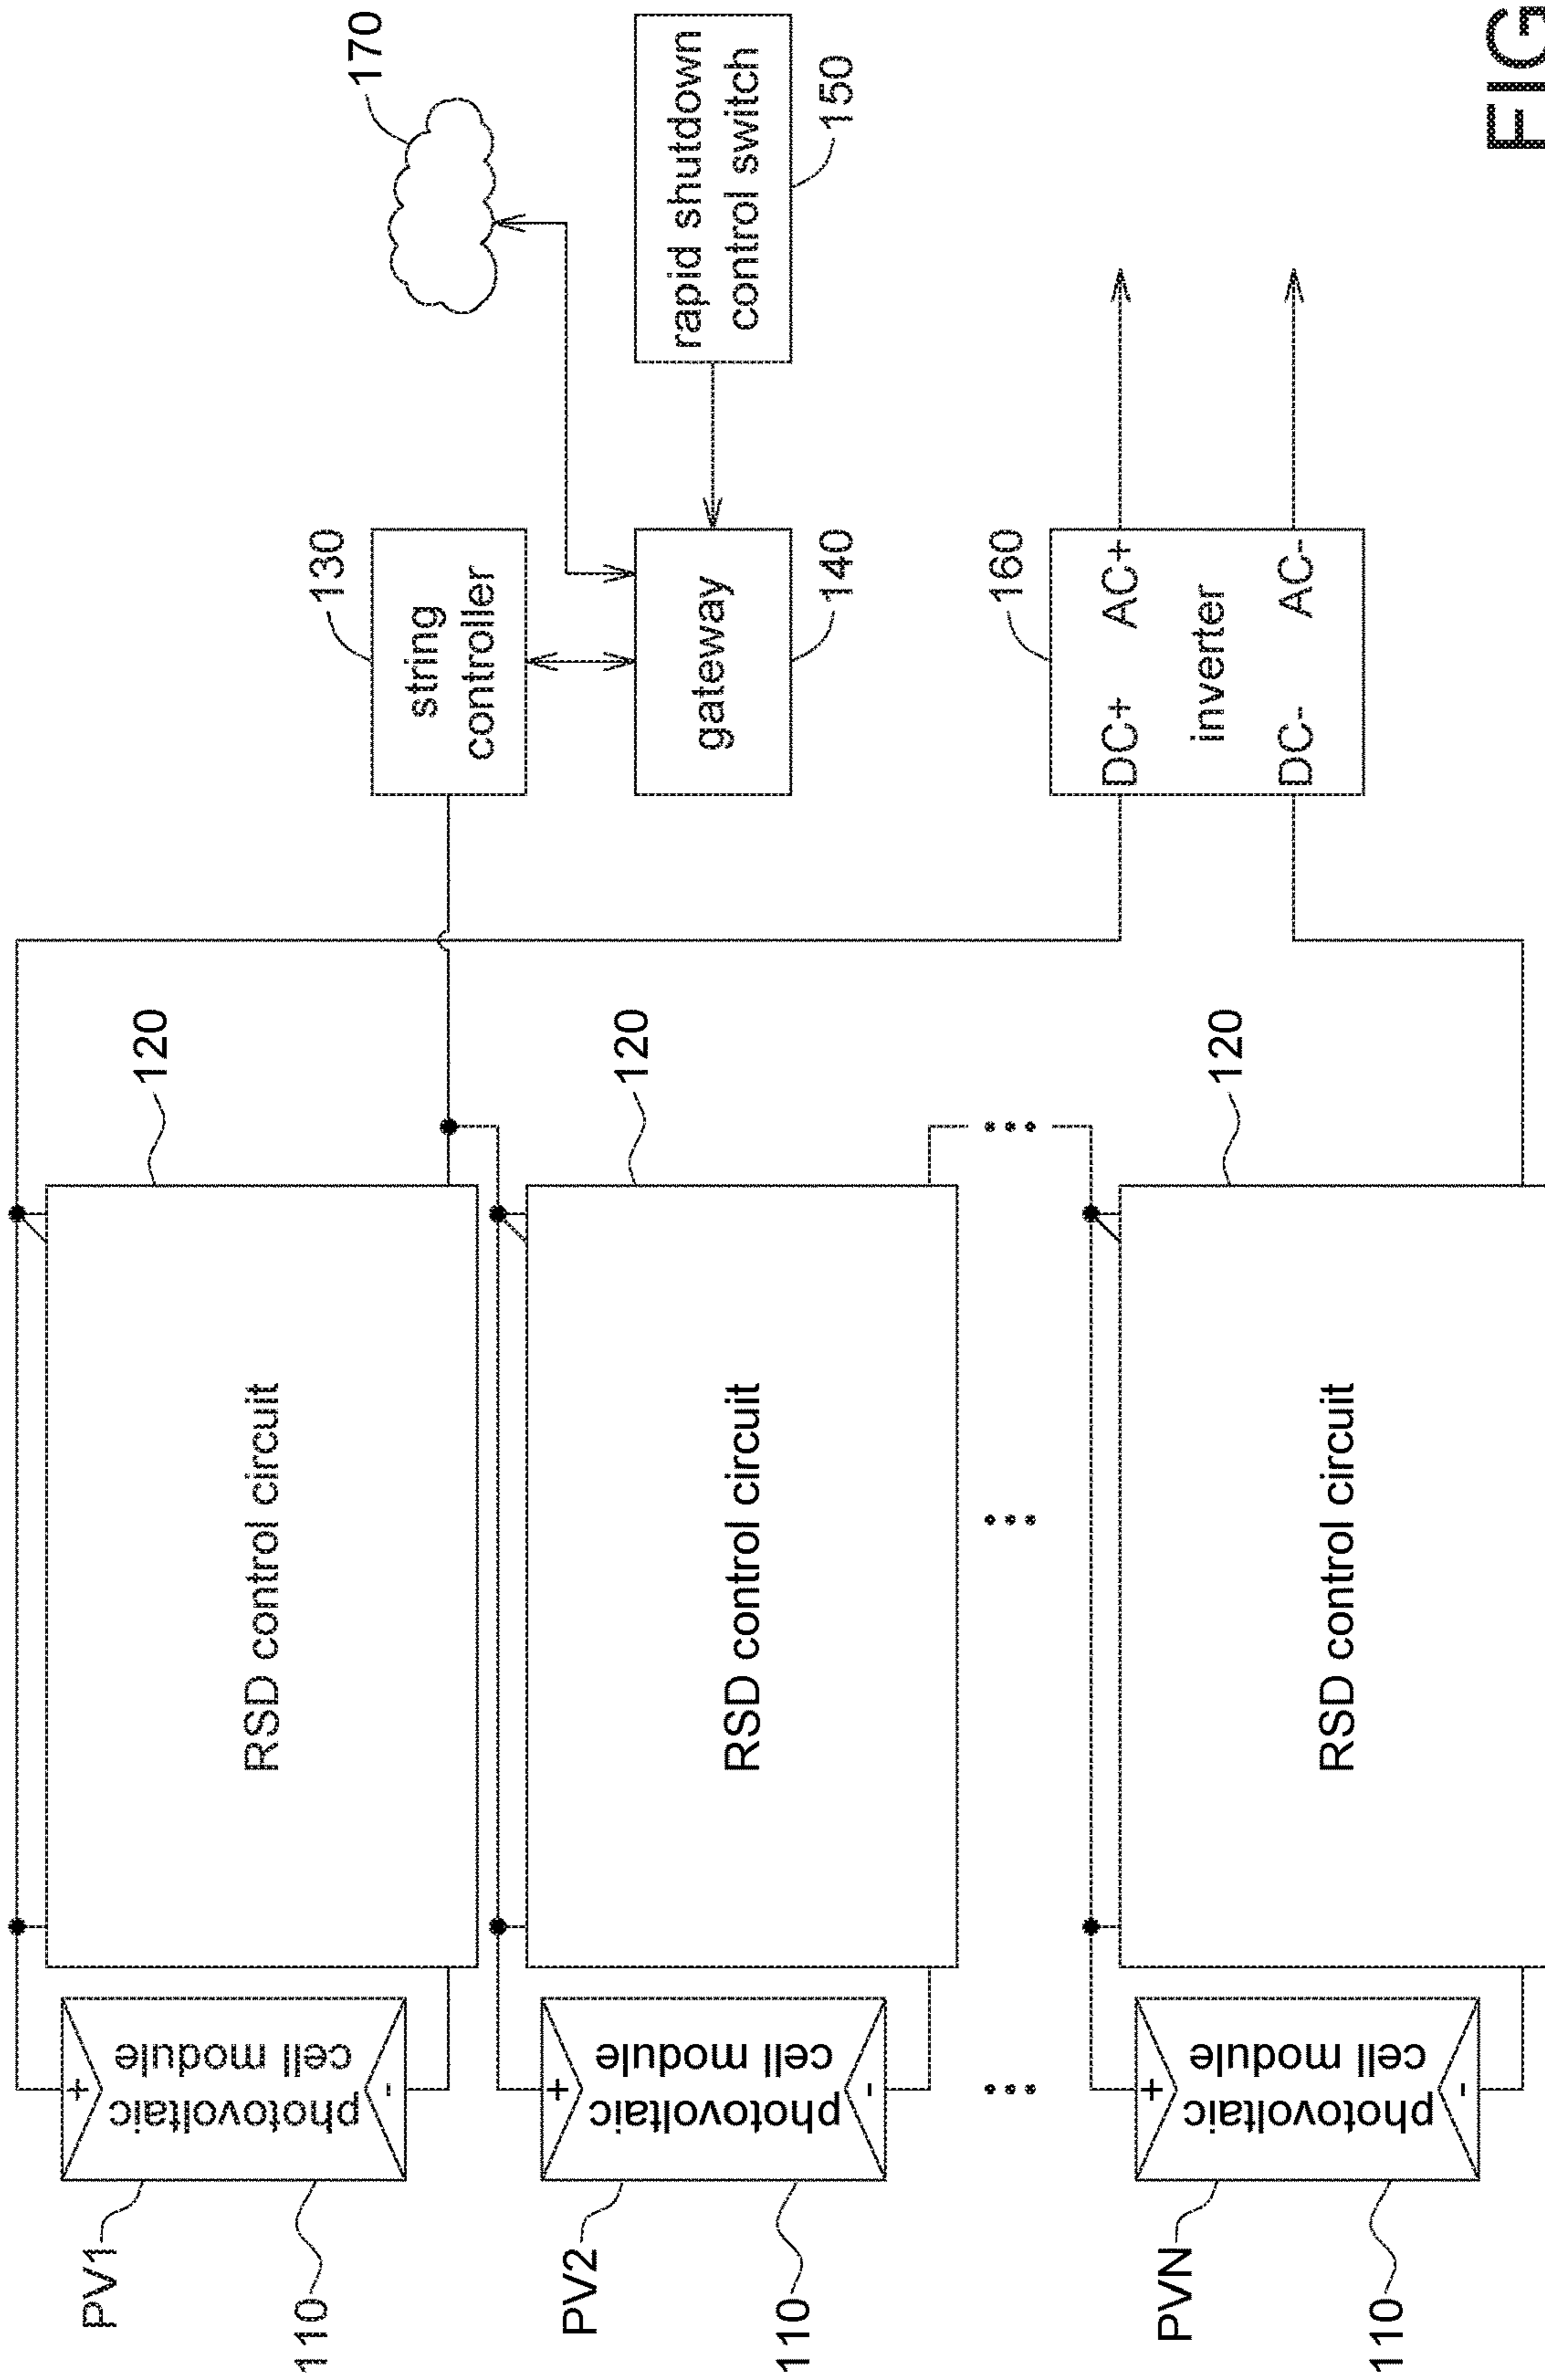 PV1
110
photovoltaic
cell module
+
-
RSD control circuit
120
PV2
110
photovoltaic
cell module
+
-
RSD control circuit
120
...
...
...
PVN
110
photovoltaic
cell module
+
-
RSD control circuit
120
130
string
controller
170
gateway
140
rapid shutdown
control switch
150
160
DC+ AC+
inverter
DC- AC-
FIG